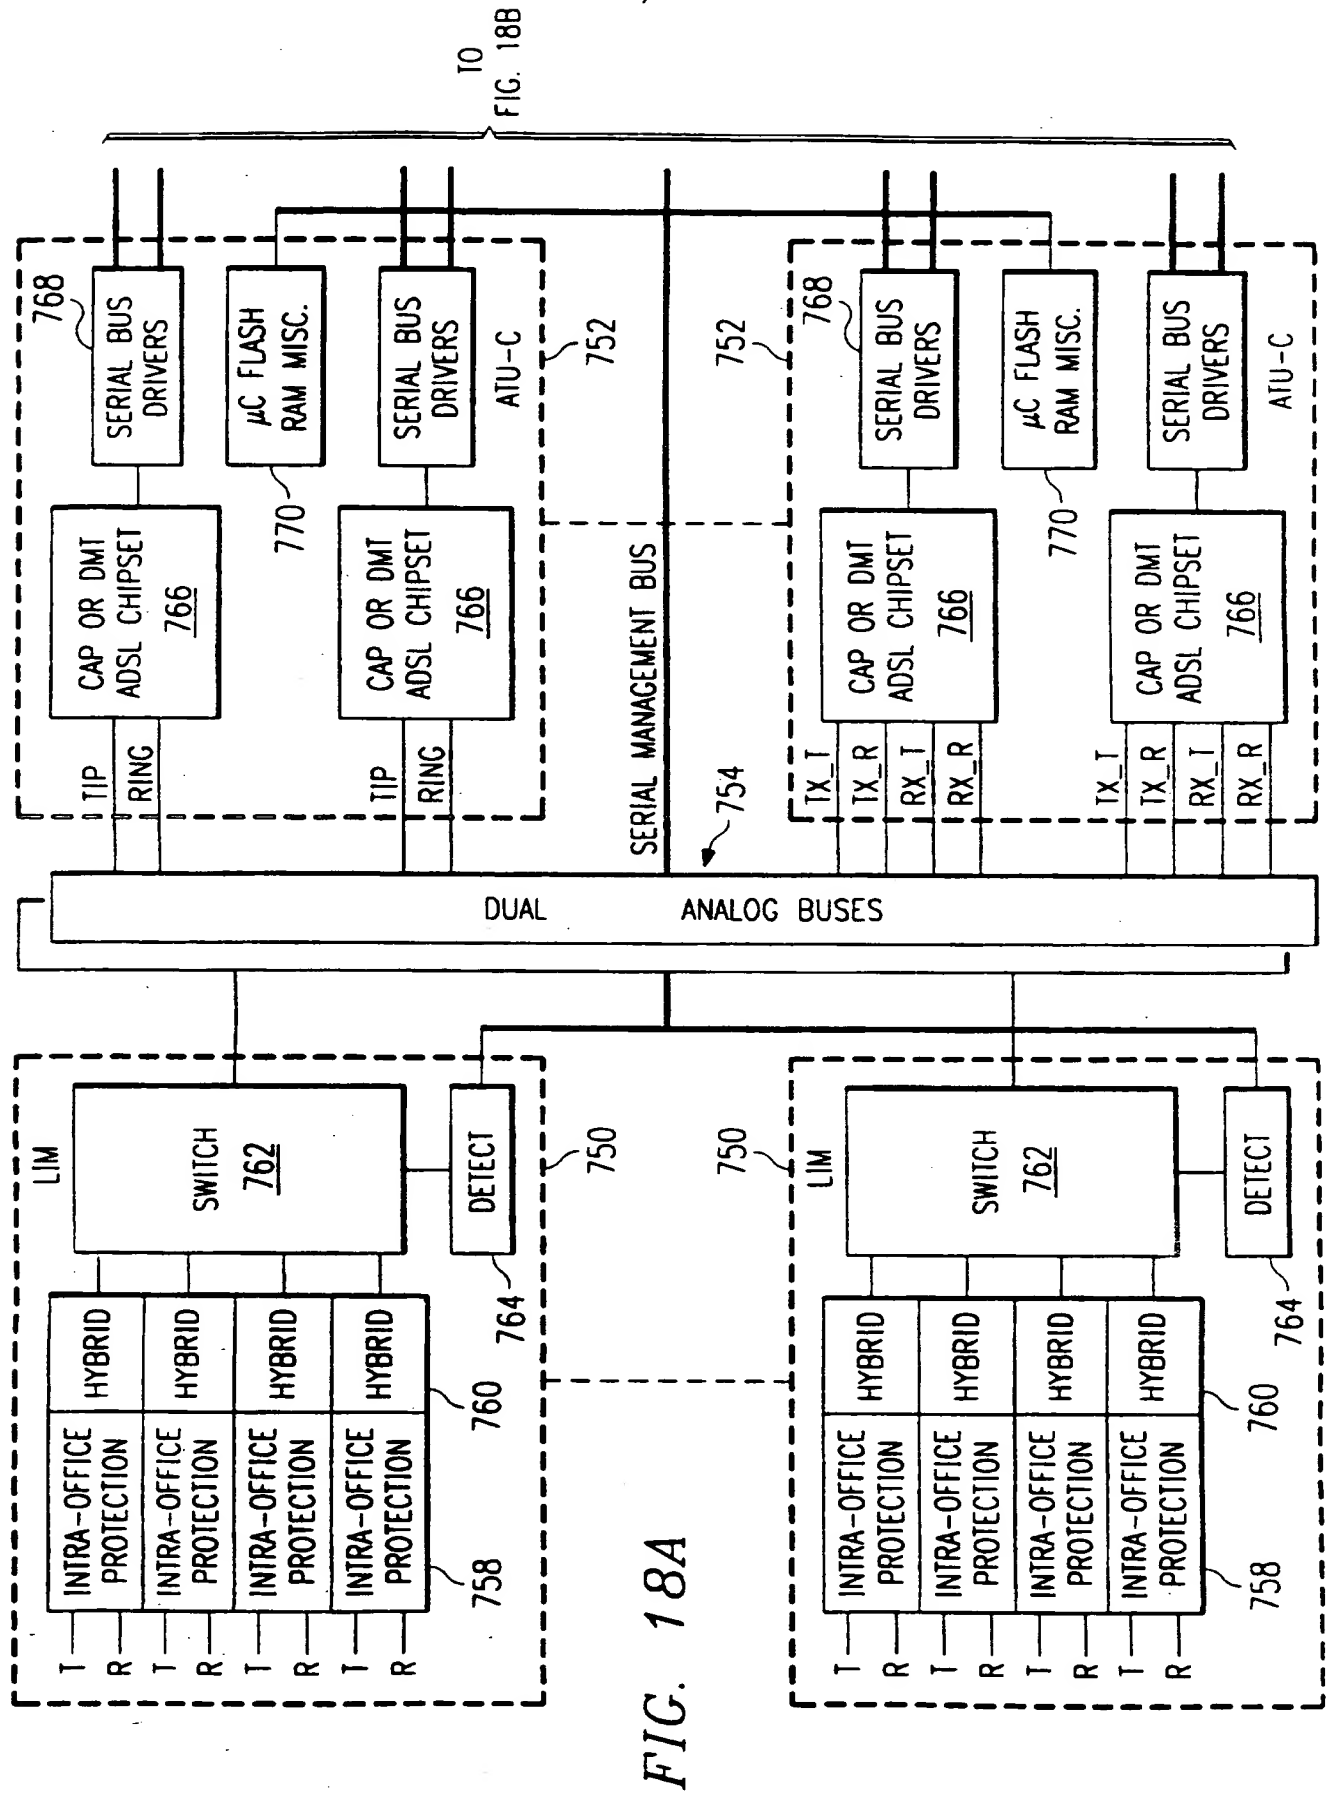 TO
FIG. 18B
768
SERIAL BUS
DRIVERS
µC FLASH
RAM MISC.
SERIAL BUS
DRIVERS
ATU-C
752
770
CAP OR DMT
ADSL CHIPSET
766
CAP OR DMT
ADSL CHIPSET
766
TIP
RING
TIP
RING
752
768
SERIAL BUS
DRIVERS
µC FLASH
RAM MISC.
SERIAL BUS
DRIVERS
ATU-C
770
CAP OR DMT
ADSL CHIPSET
766
CAP OR DMT
ADSL CHIPSET
766
TX_T
TX_R
RX_T
RX_R
TX_T
TX_R
RX_T
RX_R
SERIAL MANAGEMENT BUS
754
DUAL ANALOG BUSES
LIM
SWITCH
762
DETECT
750
764
HYBRID
HYBRID
HYBRID
HYBRID
760
INTRA-OFFICE
PROTECTION
INTRA-OFFICE
PROTECTION
INTRA-OFFICE
PROTECTION
INTRA-OFFICE
PROTECTION
758
T
R
T
R
T
R
T
R
750
LIM
SWITCH
762
DETECT
764
HYBRID
HYBRID
HYBRID
HYBRID
760
INTRA-OFFICE
PROTECTION
INTRA-OFFICE
PROTECTION
INTRA-OFFICE
PROTECTION
INTRA-OFFICE
PROTECTION
758
T
R
T
R
T
R
T
R
FIG. 18A